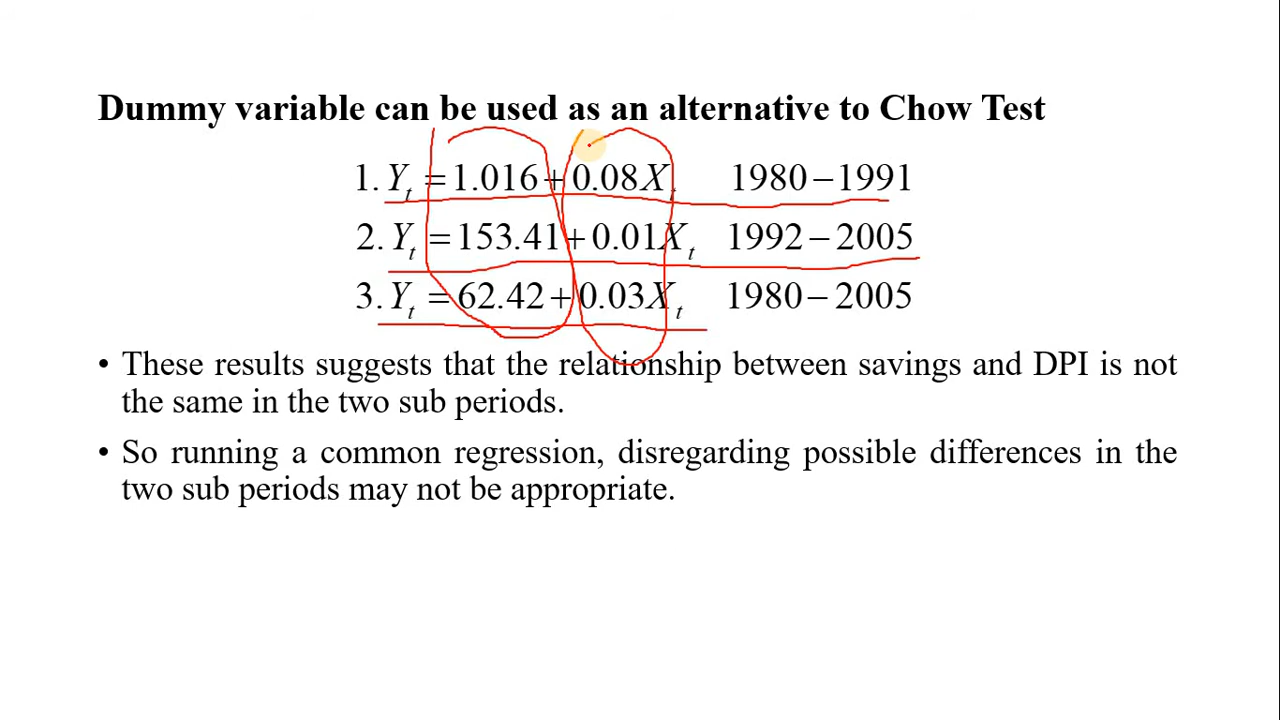 Dummy variable can be used as an alternative to Chow Test
1. Yt = 1.016 + 0.08Xt 1980 – 1991
2. Yt = 153.41 + 0.01Xt 1992 – 2005
3. Yt = 62.42 + 0.03Xt 1980 – 2005
• These results suggests that the relationship between savings and DPI is not
the same in the two sub periods.
• So running a common regression, disregarding possible differences in the
two sub periods may not be appropriate.